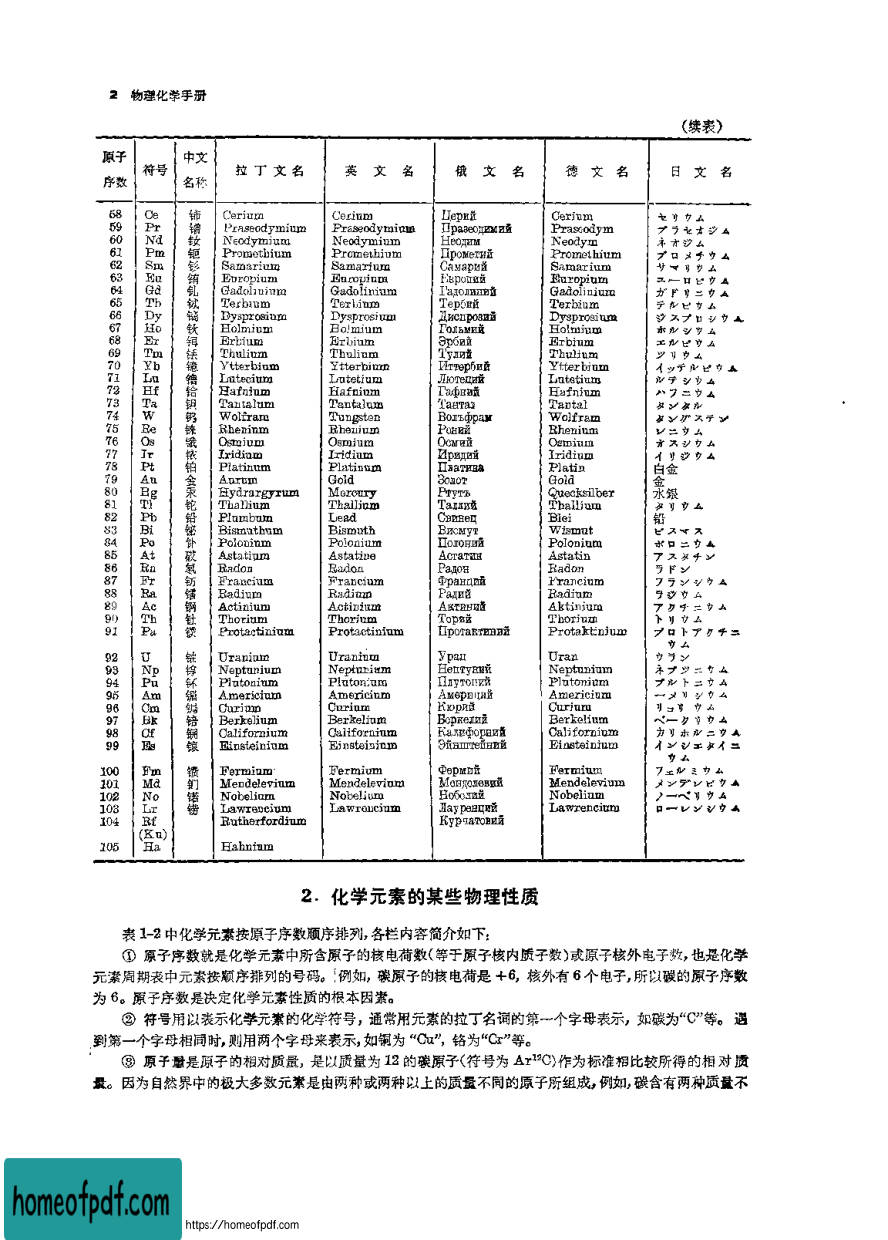 2 物理化学手册
(续表)
原子序数 符号 中文名称 拉丁文名 英文名 俄文名 德文名 日文名
58 Ce 铈 Cerium Cerium Церий Cerium セリウム
59 Pr 镨 Praseodymium Praseodymium Празеодимий Praseodym プラセオジム
60 Nd 钕 Neodymium Neodymium Неодим Neodym ネオジム
61 Pm 钷 Promethium Promethium Прометий Promethium プロメチウム
62 Sm 钐 Samarium Samarium Самарий Samarium サマリウム
63 Eu 铕 Europium Europium Европий Europium ユーロピウム
64 Gd 钆 Gadolinium Gadolinium Гадолиний Gadolinium ガドリニウム
65 Tb 铽 Terbium Terbium Тербий Terbium テルビウム
66 Dy 镝 Dysprosium Dysprosium Диспрозий Dysprosium ジスプロシウム
67 Ho 钬 Holmium Holmium Гольмий Holmium ホルミウム
68 Er 铒 Erbium Erbium Эрбий Erbium エルビウム
69 Tm 铥 Thulium Thulium Тулий Thulium ツリウム
70 Yb 镱 Ytterbium Ytterbium Иттербий Ytterbium イッテルビウム
71 Lu 镥 Lutecium Lutetium Лютеций Lutetium ルテシウム
72 Hf 铪 Hafnium Hafnium Гафний Hafnium ハフニウム
73 Ta 钽 Tantalum Tantalum Тантал Tantal タンタル
74 W 钨 Wolfram Tungsten Вольфрам Wolfram タングステン
75 Re 铼 Rhenium Rhenium Рений Rhenium レニウム
76 Os 锇 Osmium Osmium Осмий Osmium オスミウム
77 Ir 铱 Iridium Iridium Иридий Iridium イリジウム
78 Pt 铂 Platinum Platinum Платина Platin 白金
79 Au 金 Aurum Gold Золот Gold 金
80 Hg 汞 Hydrargyrum Mercury Ртуть Quecksilber 水銀
81 Tl 铊 Thallium Thallium Таллий Thallium タリウム
82 Pb 铅 Plumbum Lead Свинец Blei 铅
83 Bi 铋 Bismuthum Bismuth Висмут Wismut ビスマス
84 Po 钋 Polonium Polonium Полоний Polonium ポロニウム
85 At 砹 Astatium Astatine Астатин Astatin アスタチン
86 Rn 氡 Radon Radon Радон Radon ラドン
87 Fr 钫 Francium Francium Франций Francium フランシウム
88 Ra 镭 Radium Radium Радий Radium ラジウム
89 Ac 锕 Actinium Actinium Актиний Aktinium アクチニウム
90 Th 钍 Thorium Thorium Торий Thorium トリウム
91 Pa 镤 Protactinium Protactinium Протактиний Protaktinium プロトアクチニ
ウム
92 U 铀 Uranium Uranium Уран Uran ウラン
93 Np 镎 Neptunium Neptunium Нептуний Neptunium ネプツニウム
94 Pu 钚 Plutonium Plutonium Плутоний Plutonium プルトニウム
95 Am 镅 Americium Americium Америций Americium ーメリシウム
96 Cm 锔 Curium Curium Кюрий Curium
97 Bk 锫 Berkelium Berkelium Беркелий Berkelium ベークリウム
98 Cf 锎 Californium Californium Калифорний Californium カリホルニウム
99 Es 锿 Einsteinium Einsteinium Эйнштейний Einsteinium インシュタイニ
ウム
100 Fm 镄 Fermium Fermium Фермий Fermium フェルミウム
101 Md 钔 Mendelevium Mendelevium Менделевий Mendelevium メンデレビウム
102 No 锘 Nobelium Nobelium Нобелий Nobelium ノーベリウム
103 Lr 铹 Lawrencium Lawrencium Лауренций Lawrencium ローレンシウム
104 Rf Rutherfordium Курчатовий
(Ku)
105 Ha Hahnium
2. 化学元素的某些物理性质
表1-2中化学元素按原子序数顺序排列,各栏内容简介如下:
① 原子序数就是化学元素中所含原子的核电荷数(等于原子核内质子数)或原子核外电子数,也是化学
元素周期表中元素按顺序排列的号码。例如,碳原子的核电荷是+6,核外有6个电子,所以碳的原子序数
为6。原子序数是决定化学元素性质的根本因素。
② 符号用以表示化学元素的化学符号,通常用元素的拉丁名词的第一个字母表示,如碳为“C”等。遇
到第一个字母相同时,则用两个字母来表示,如铜为“Cu”,铬为“Cr”等。
③ 原子量是原子的相对质量,是以质量为12的碳原子(符号为Ar¹²C)作为标准相比较所得的相对质
量。因为自然界中的极大多数元素是由两种或两种以上的质量不同的原子所组成,例如,碳含有两种质量不
homeofpdf.com
https://homeofpdf.com